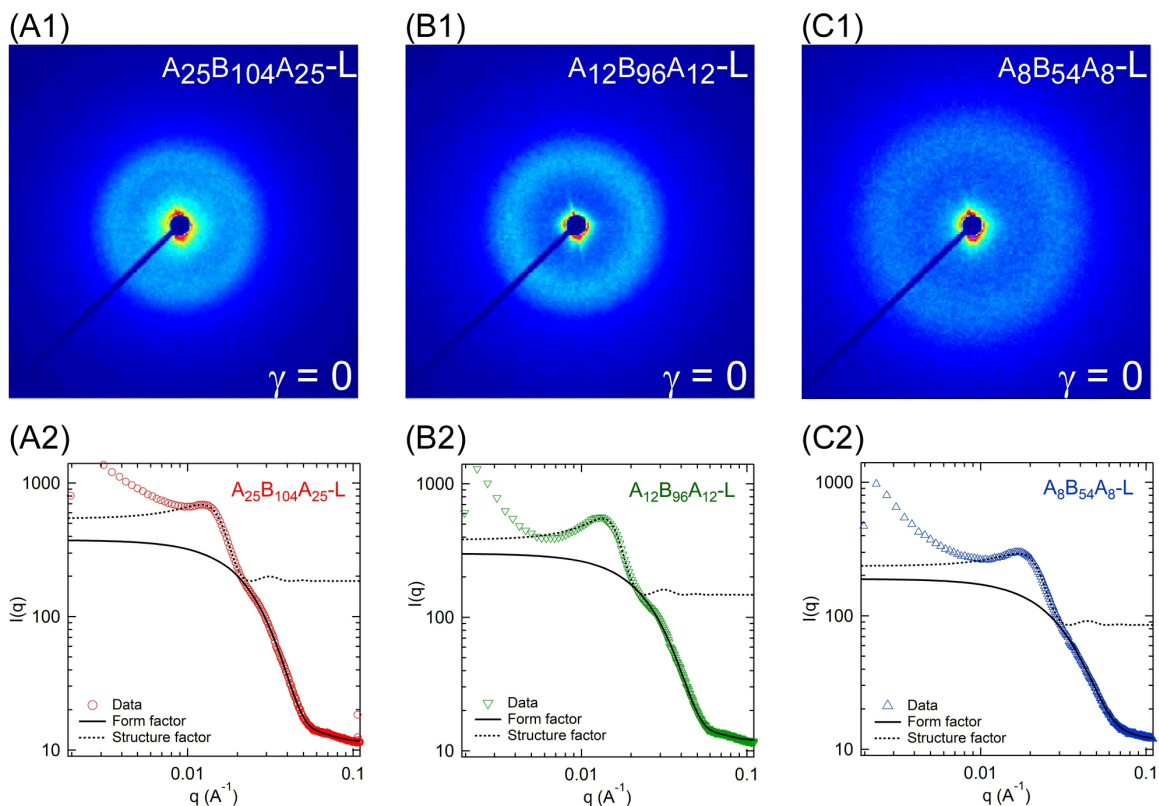 (A1)
(B1)
(C1)
A25B104A25-L
A12B96A12-L
A8B54A8-L
γ = 0
γ = 0
γ = 0
(A2)
(B2)
(C2)
1000
100
10
I(q)
A25B104A25-L
Data
Form factor
Structure factor
0.01
0.1
q (A-1)
1000
100
10
I(q)
A12B96A12-L
Data
Form factor
Structure factor
0.01
0.1
q (A-1)
1000
100
10
I(q)
A8B54A8-L
Data
Form factor
Structure factor
0.01
0.1
q (A-1)